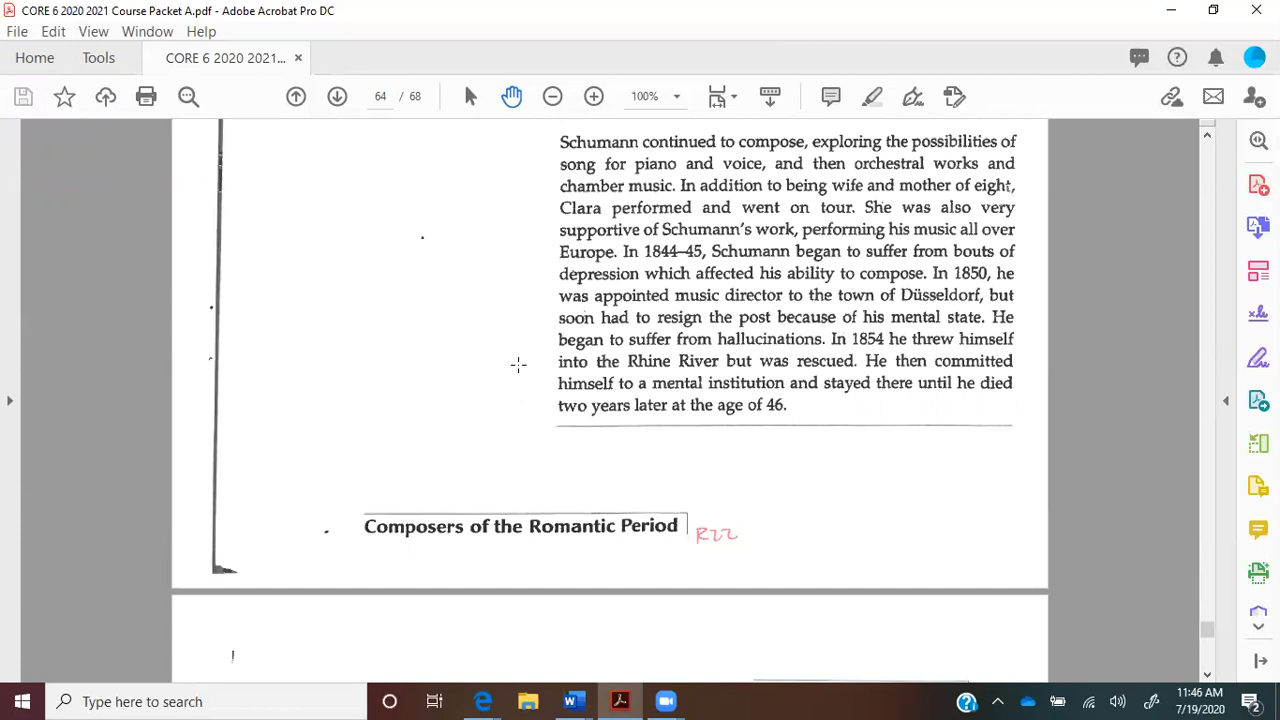 CORE 6 2020 2021 Course Packet A.pdf - Adobe Acrobat Pro DC
File Edit View Window Help
Home Tools CORE 6 2020 2021... ×
64 / 68 100%
Schumann continued to compose, exploring the possibilities of
song for piano and voice, and then orchestral works and
chamber music. In addition to being wife and mother of eight,
Clara performed and went on tour. She was also very
supportive of Schumann's work, performing his music all over
Europe. In 1844–45, Schumann began to suffer from bouts of
depression which affected his ability to compose. In 1850, he
was appointed music director to the town of Düsseldorf, but
soon had to resign the post because of his mental state. He
began to suffer from hallucinations. In 1854 he threw himself
into the Rhine River but was rescued. He then committed
himself to a mental institution and stayed there until he died
two years later at the age of 46.
Composers of the Romantic Period R22
Type here to search
11:46 AM
7/19/2020
2